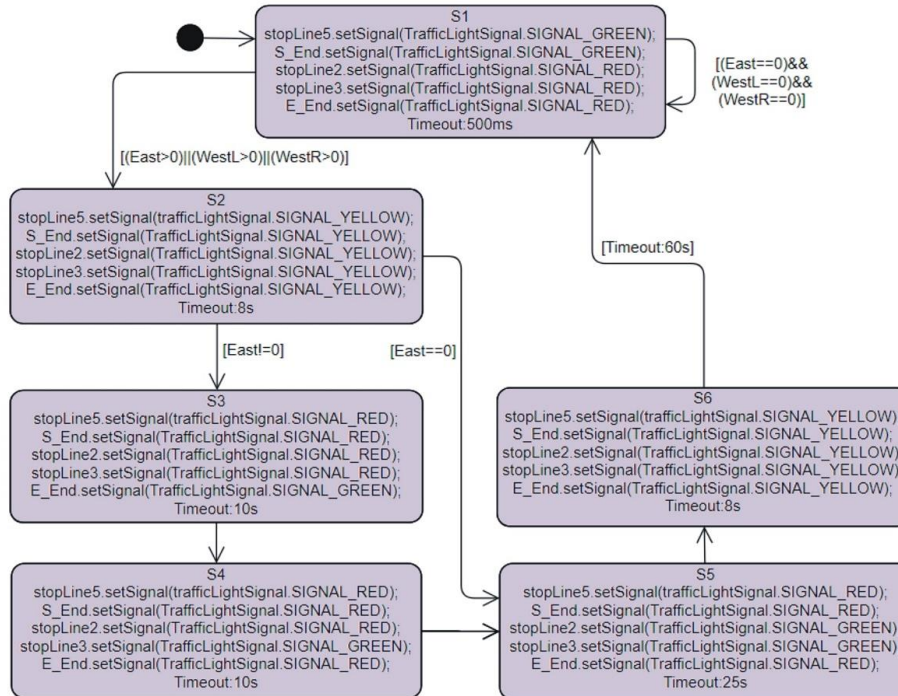 S1
stopLine5.setSignal(TrafficLightSignal.SIGNAL_GREEN);
S_End.setSignal(TrafficLightSignal.SIGNAL_GREEN);
stopLine2.setSignal(TrafficLightSignal.SIGNAL_RED);
stopLine3.setSignal(TrafficLightSignal.SIGNAL_RED);
E_End.setSignal(TrafficLightSignal.SIGNAL_RED);
Timeout:500ms
[(East==0)&&
(WestL==0)&&
(WestR==0)]
[(East>0)||(WestL>0)||(WestR>0)]
S2
stopLine5.setSignal(trafficLightSignal.SIGNAL_YELLOW);
S_End.setSignal(TrafficLightSignal.SIGNAL_YELLOW);
stopLine2.setSignal(TrafficLightSignal.SIGNAL_YELLOW);
stopLine3.setSignal(TrafficLightSignal.SIGNAL_YELLOW);
E_End.setSignal(TrafficLightSignal.SIGNAL_YELLOW);
Timeout:8s
[Timeout:60s]
[East!=0]
[East==0]
S3
stopLine5.setSignal(trafficLightSignal.SIGNAL_RED);
S_End.setSignal(TrafficLightSignal.SIGNAL_RED);
stopLine2.setSignal(TrafficLightSignal.SIGNAL_RED);
stopLine3.setSignal(TrafficLightSignal.SIGNAL_RED);
E_End.setSignal(TrafficLightSignal.SIGNAL_GREEN);
Timeout:10s
S6
stopLine5.setSignal(trafficLightSignal.SIGNAL_YELLOW)
S_End.setSignal(TrafficLightSignal.SIGNAL_YELLOW);
stopLine2.setSignal(TrafficLightSignal.SIGNAL_YELLOW)
stopLine3.setSignal(TrafficLightSignal.SIGNAL_YELLOW)
E_End.setSignal(TrafficLightSignal.SIGNAL_YELLOW);
Timeout:8s
S4
stopLine5.setSignal(trafficLightSignal.SIGNAL_RED);
S_End.setSignal(TrafficLightSignal.SIGNAL_RED);
stopLine2.setSignal(TrafficLightSignal.SIGNAL_RED);
stopLine3.setSignal(TrafficLightSignal.SIGNAL_GREEN);
E_End.setSignal(TrafficLightSignal.SIGNAL_RED);
Timeout:10s
S5
stopLine5.setSignal(trafficLightSignal.SIGNAL_RED);
S_End.setSignal(TrafficLightSignal.SIGNAL_RED);
stopLine2.setSignal(TrafficLightSignal.SIGNAL_GREEN)
stopLine3.setSignal(TrafficLightSignal.SIGNAL_GREEN)
E_End.setSignal(TrafficLightSignal.SIGNAL_RED);
Timeout:25s